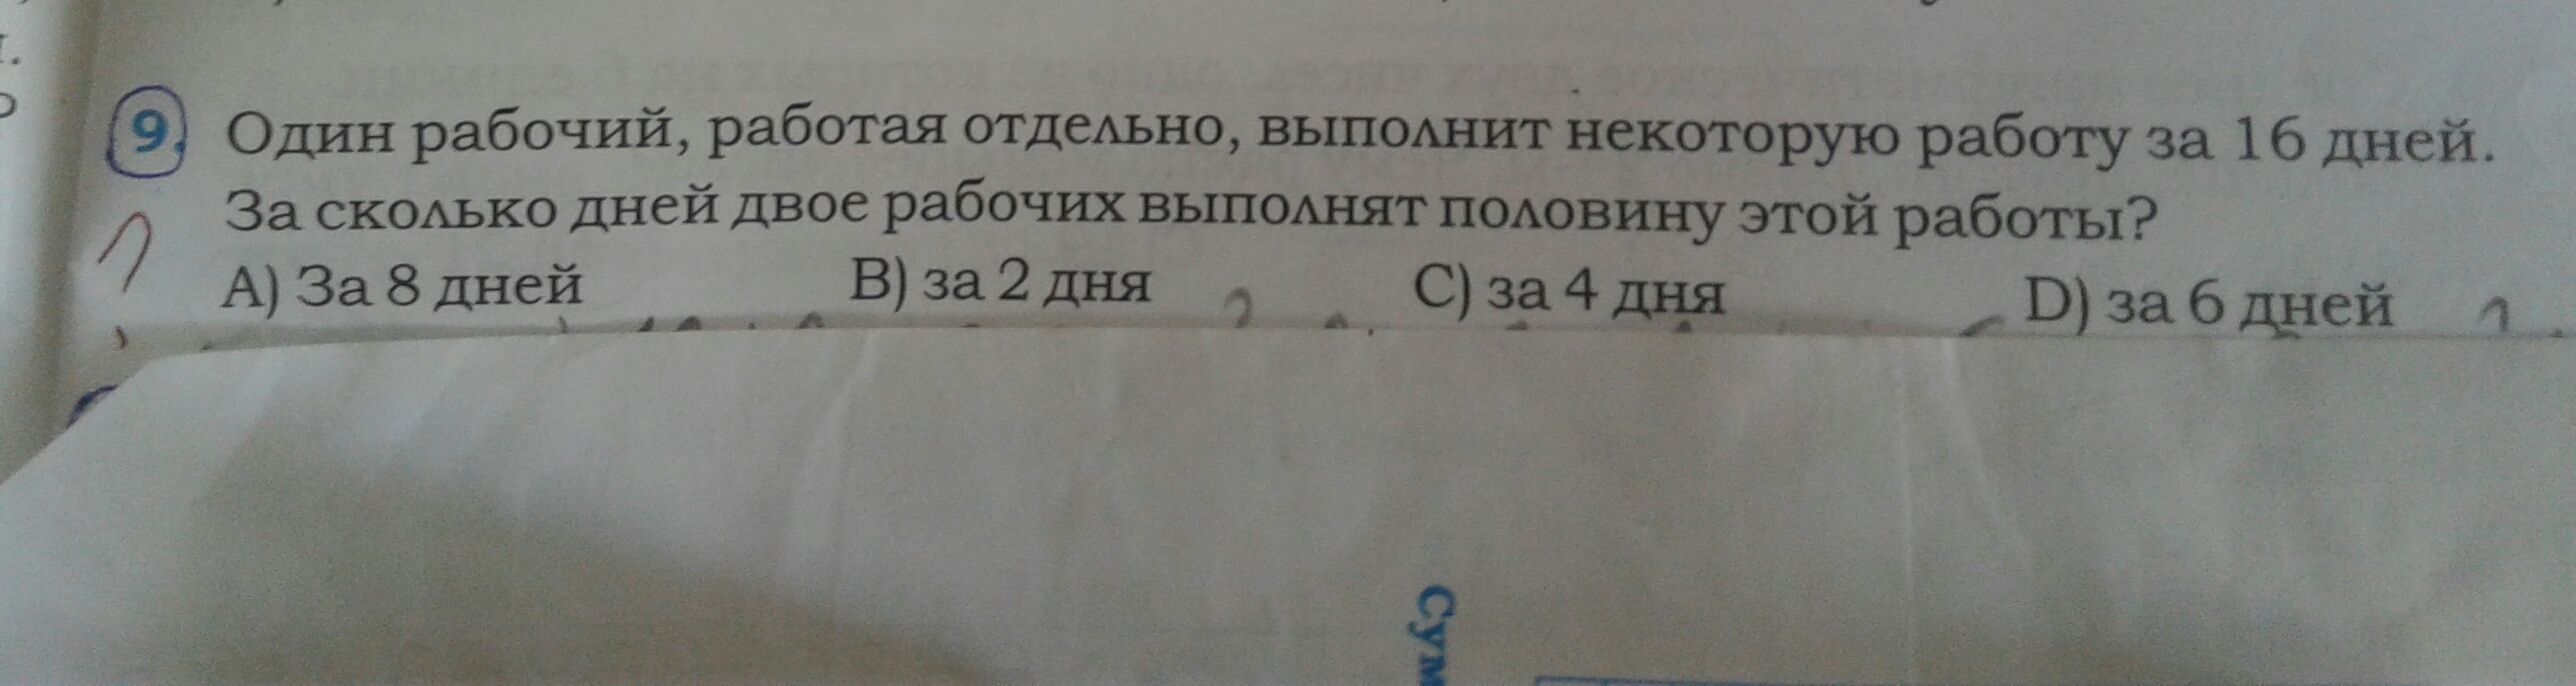 9. Один рабочий, работая отдельно, выполнит некоторую работу за 16 дней.
За сколько дней двое рабочих выполнят половину этой работы?
A) За 8 дней B) за 2 дня C) за 4 дня D) за 6 дней
Сум